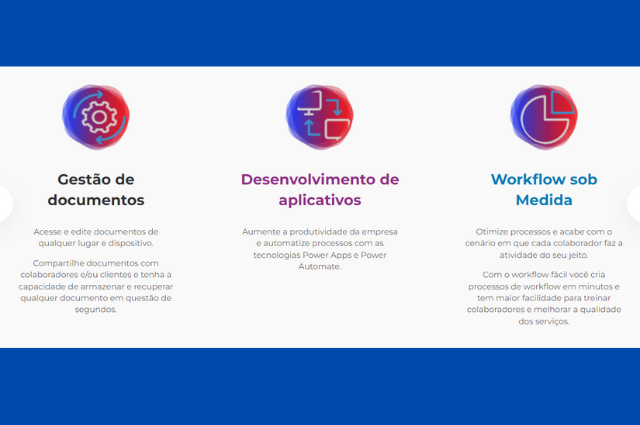 Gestão de
documentos
Acesse e edite documentos de
qualquer lugar e dispositivo.
Compartilhe documentos com
colaboradores e/ou clientes e tenha a
capacidade de armazenar e recuperar
qualquer documento em questão de
segundos.
Desenvolvimento de
aplicativos
Aumente a produtividade da empresa
e automatize processos com as
tecnologias Power Apps e Power
Automate.
Workflow sob
Medida
Otimize processos e acabe com o
cenário em que cada colaborador faz a
atividade do seu jeito.
Com o workflow fácil você cria
processos de workflow em minutos e
tem maior facilidade para treinar
colaboradores e melhorar a qualidade
dos serviços.